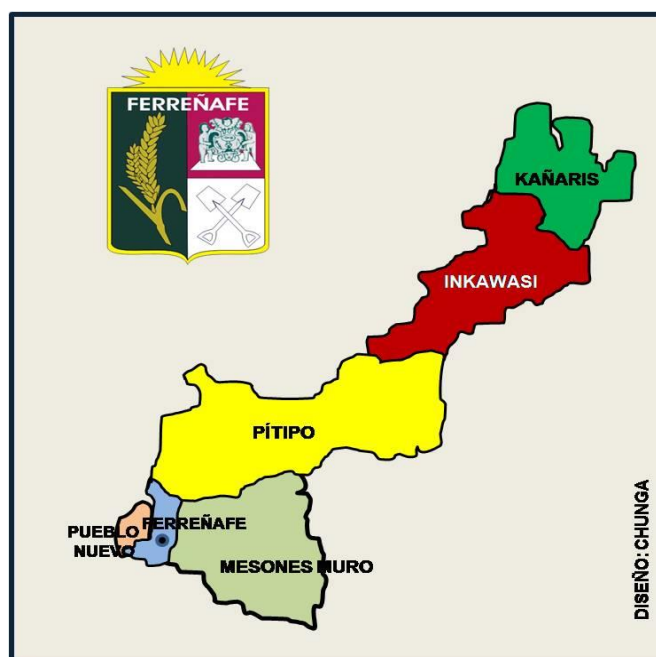 FERREÑAFE
KAÑARIS
INKAWASI
PÍTIPO
FERREÑAFE
PUEBLO
NUEVO
MESONES MURO
DISEÑO: CHUNGA